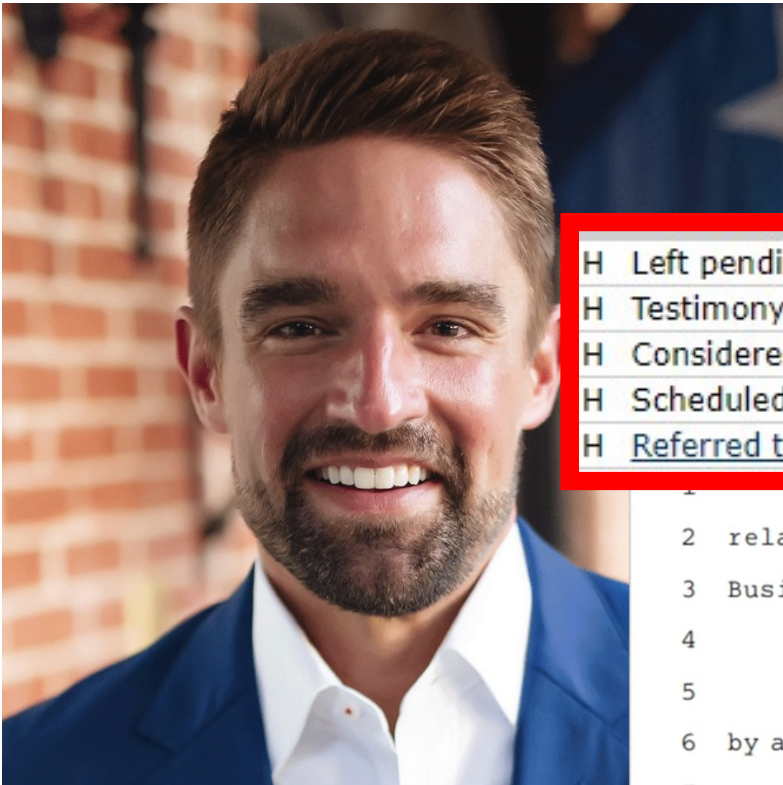 H Left pendi
H Testimony
H Considere
H Scheduled
H Referred t
1
2 rela
3 Busi
4
5
6 by a